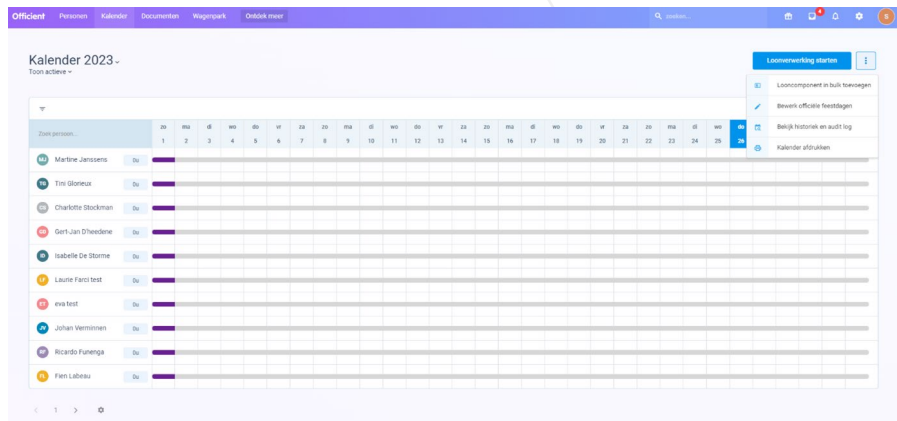 Officient Personen Kalender Documenten Wagenpark Ontdek meer zoeken... 4 S
Kalender 2023
Toon actieve
Loonverwerking starten
Looncomponent in bulk toevoegen
Bewerk officiële feestdagen
Bekijk historiek en audit log
Kalender afdrukken
Zoek persoon...
zo ma di wo do vr za zo ma di wo do vr za zo ma di wo do vr za zo ma di wo do
1 2 3 4 5 6 7 8 9 10 11 12 13 14 15 16 17 18 19 20 21 22 23 24 25 26
MJ Martine Janssens Du
TG Tini Glorieux Du
CS Charlotte Stockman Du
GD Gert-Jan D'heedene Du
ID Isabelle De Storme Du
LF Laurie Farci test Du
ET eva test Du
JV Johan Verminnen Du
RF Ricardo Funenga Du
FL Fien Labeau Du
1